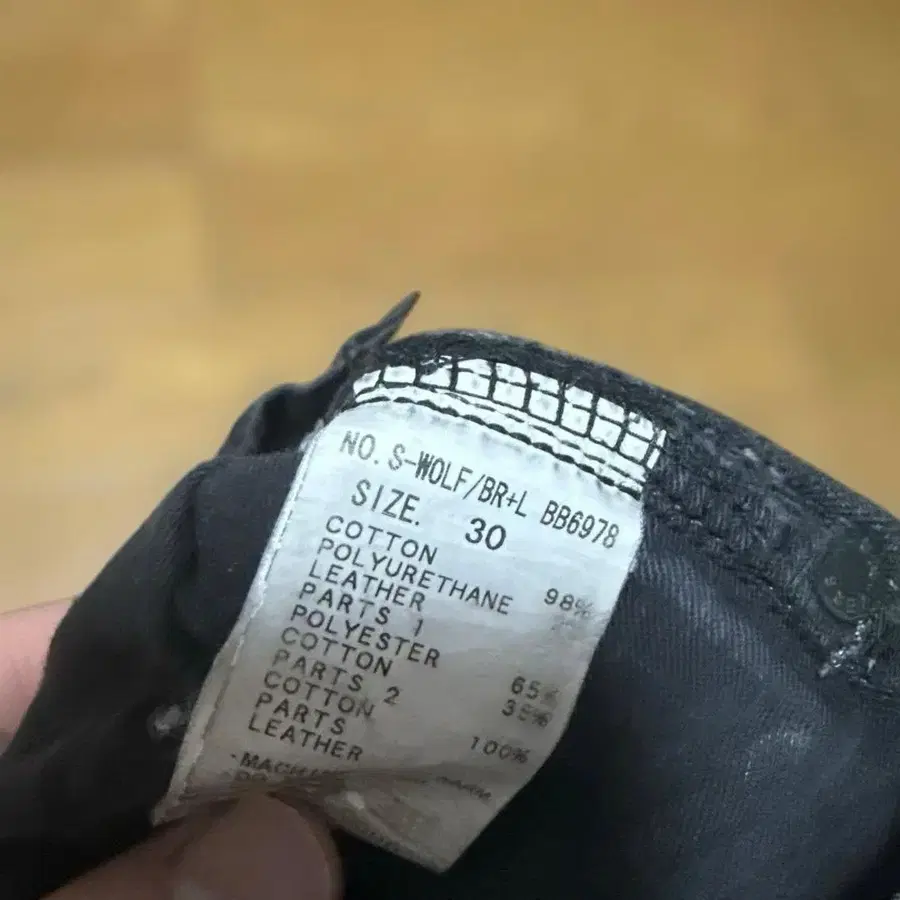 NO. S-WOLF/BR+L BB6978
SIZE. 30
COTTON 98%
POLYURETHANE
LEATHER
PARTS 1
POLYESTER 65%
COTTON 35%
PARTS 2
COTTON 100%
PARTS
LEATHER